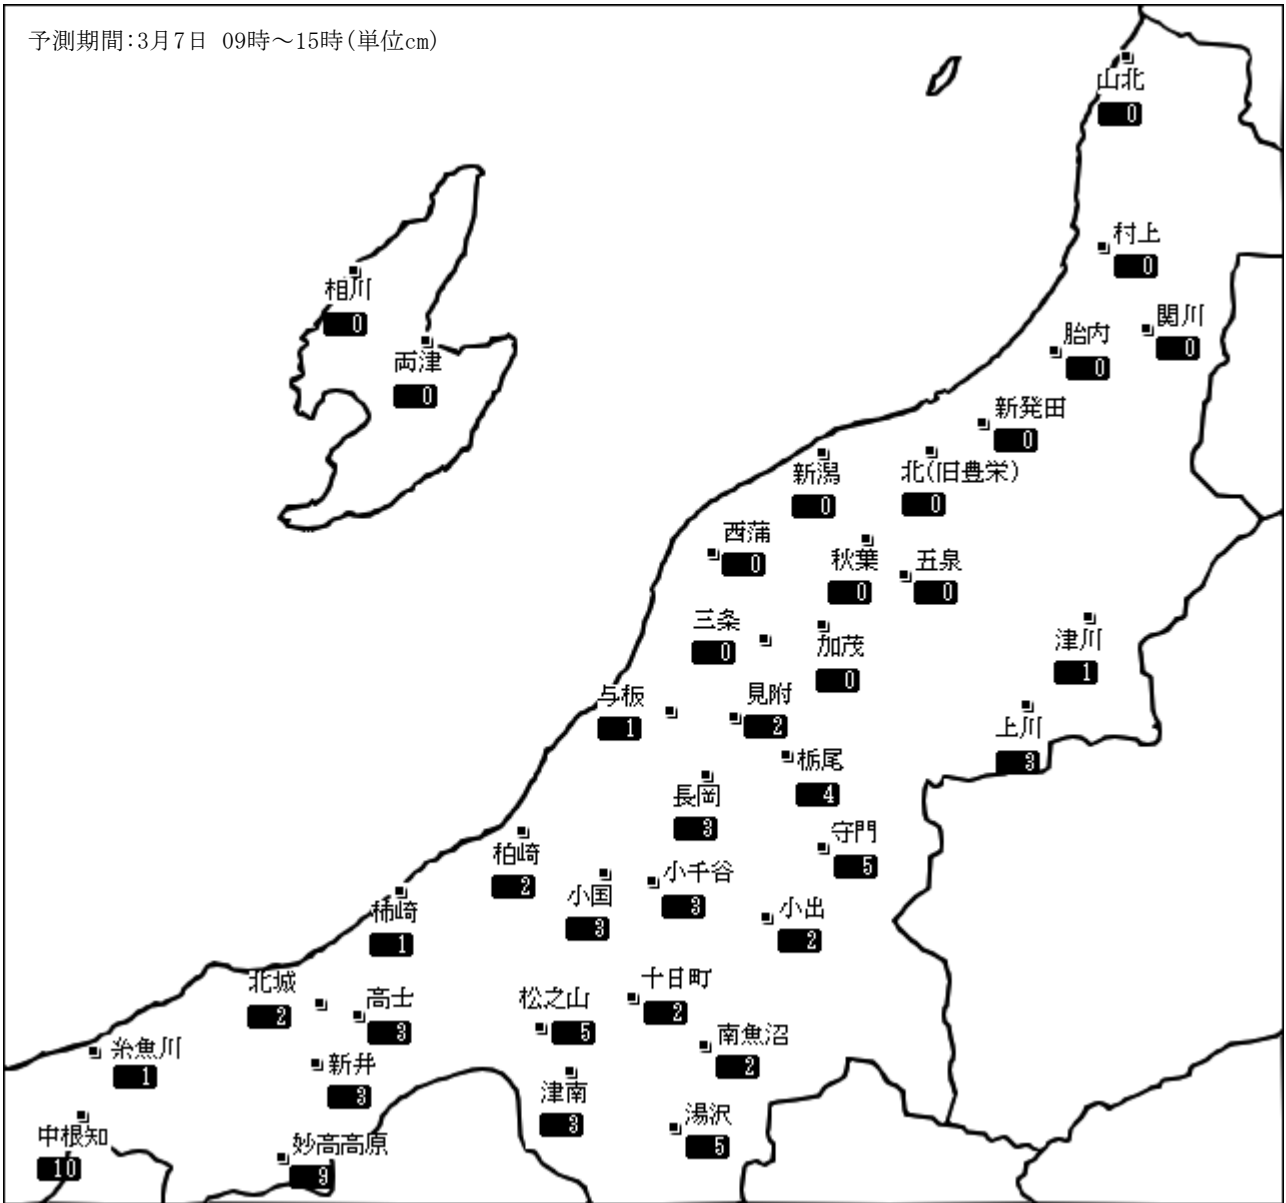 予測期間:3月7日 09時～15時(単位cm)
山北
0
村上
0
相川
0
関川
0
胎内
0
両津
0
新発田
0
新潟
0
北(旧豊栄)
0
西蒲
0
秋葉
0
五泉
0
三条
0
加茂
0
津川
1
与板
1
見附
2
上川
3
栃尾
4
長岡
3
守門
5
柏崎
2
小国
3
小千谷
3
小出
2
柿崎
1
北城
2
高士
3
松之山
5
十日町
2
南魚沼
2
糸魚川
1
新井
3
津南
3
湯沢
5
中根知
10
妙高高原
9